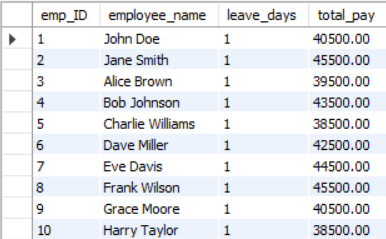 emp_ID employee_name leave_days total_pay
1 John Doe 1 40500.00
2 Jane Smith 1 45500.00
3 Alice Brown 1 39500.00
4 Bob Johnson 1 43500.00
5 Charlie Williams 1 38500.00
6 Dave Miller 1 42500.00
7 Eve Davis 1 44500.00
8 Frank Wilson 1 45500.00
9 Grace Moore 1 40500.00
10 Harry Taylor 1 38500.00